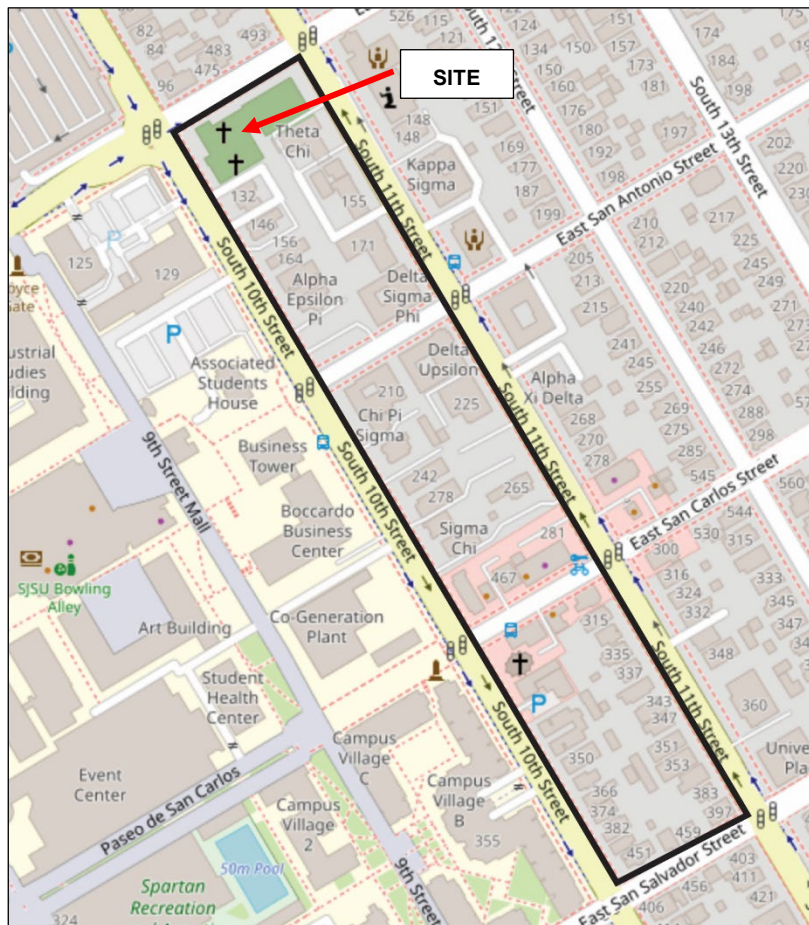 SITE
East San Antonio Street
East San Carlos Street
East San Salvador Street
South 10th Street
South 10th Street
South 10th Street
South 11th Street
South 11th Street
South 11th Street
South 13th Street
9th Street Mall
9th Street
Paseo de San Carlos
526
115
121
124
134
150
151
157
173
181
174
184
198
82
84
483
475
96
148
148
151
169
177
187
199
160
166
180
192
198
197
202
220
Theta
Chi
Kappa
Sigma
132
146
156
164
155
171
Alpha
Epsilon
Pi
Delta
Sigma
Phi
125
129
P
P
Associated
Students
House
Business
Tower
Boccardo
Business
Center
Co-Generation
Plant
SJSU Bowling
Alley
Art Building
Student
Health
Center
Event
Center
Campus
Village
C
Campus
Village
B
Campus
Village
2
355
50m Pool
Spartan
Recreation
324
Delta
Upsilon
Chi Pi
Sigma
210
225
242
278
265
Sigma
Chi
281
467
Alpha
Xi Delta
205
213
215
210
212
217
225
245
220
240
242
249
241
245
255
246
272
274
268
270
278
269
275
285
545
288
298
560
544
530
315
300
316
324
332
333
345
347
348
360
315
335
337
343
347
351
353
P
350
366
374
382
383
397
451
459
403
411
421
456
406